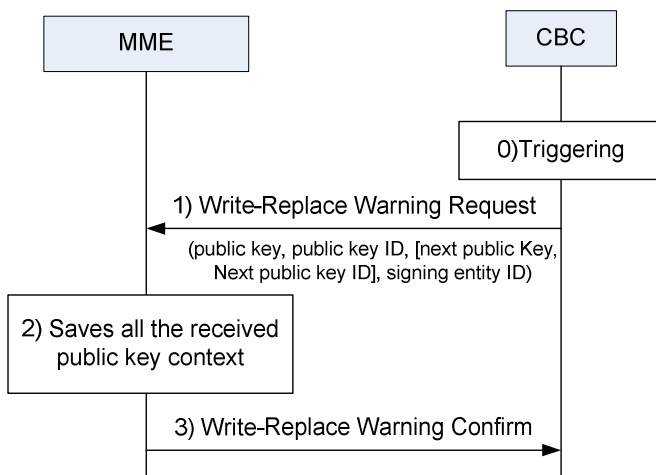 MME
CBC
0)Triggering
1) Write-Replace Warning Request
(public key, public key ID, [next public Key,
Next public key ID], signing entity ID)
2) Saves all the received
public key context
3) Write-Replace Warning Confirm